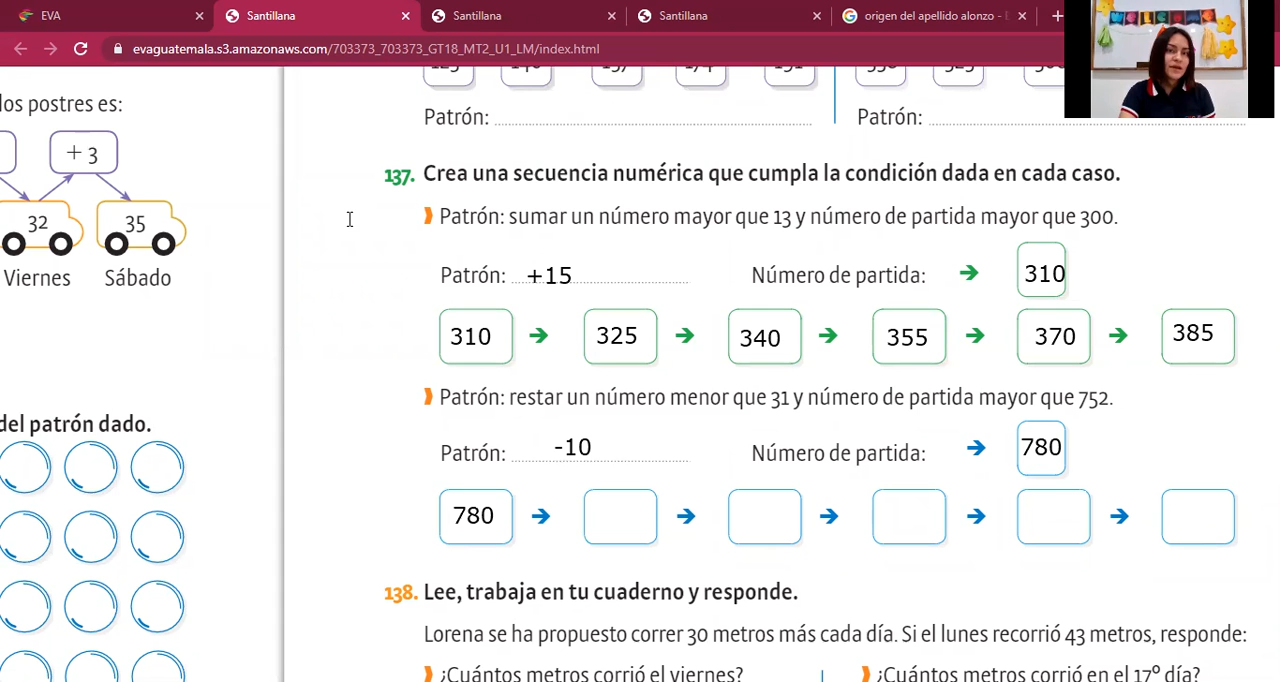 EVA
Santillana
Santillana
Santillana
origen del apellido alonzo -
evaguatemala.s3.amazonaws.com/703373_703373_GT18_MT2_U1_LM/index.html
los postres es:
+ 3
32
35
Viernes
Sábado
del patrón dado.
Patrón:
Patrón:
137. Crea una secuencia numérica que cumpla la condición dada en cada caso.
Patrón: sumar un número mayor que 13 y número de partida mayor que 300.
Patrón: +15 Número de partida: 310
310 325 340 355 370 385
Patrón: restar un número menor que 31 y número de partida mayor que 752.
Patrón: -10 Número de partida: 780
780
138. Lee, trabaja en tu cuaderno y responde.
Lorena se ha propuesto correr 30 metros más cada día. Si el lunes recorrió 43 metros, responde:
¿Cuántos metros corrió el viernes?
¿Cuántos metros corrió en el 17º día?